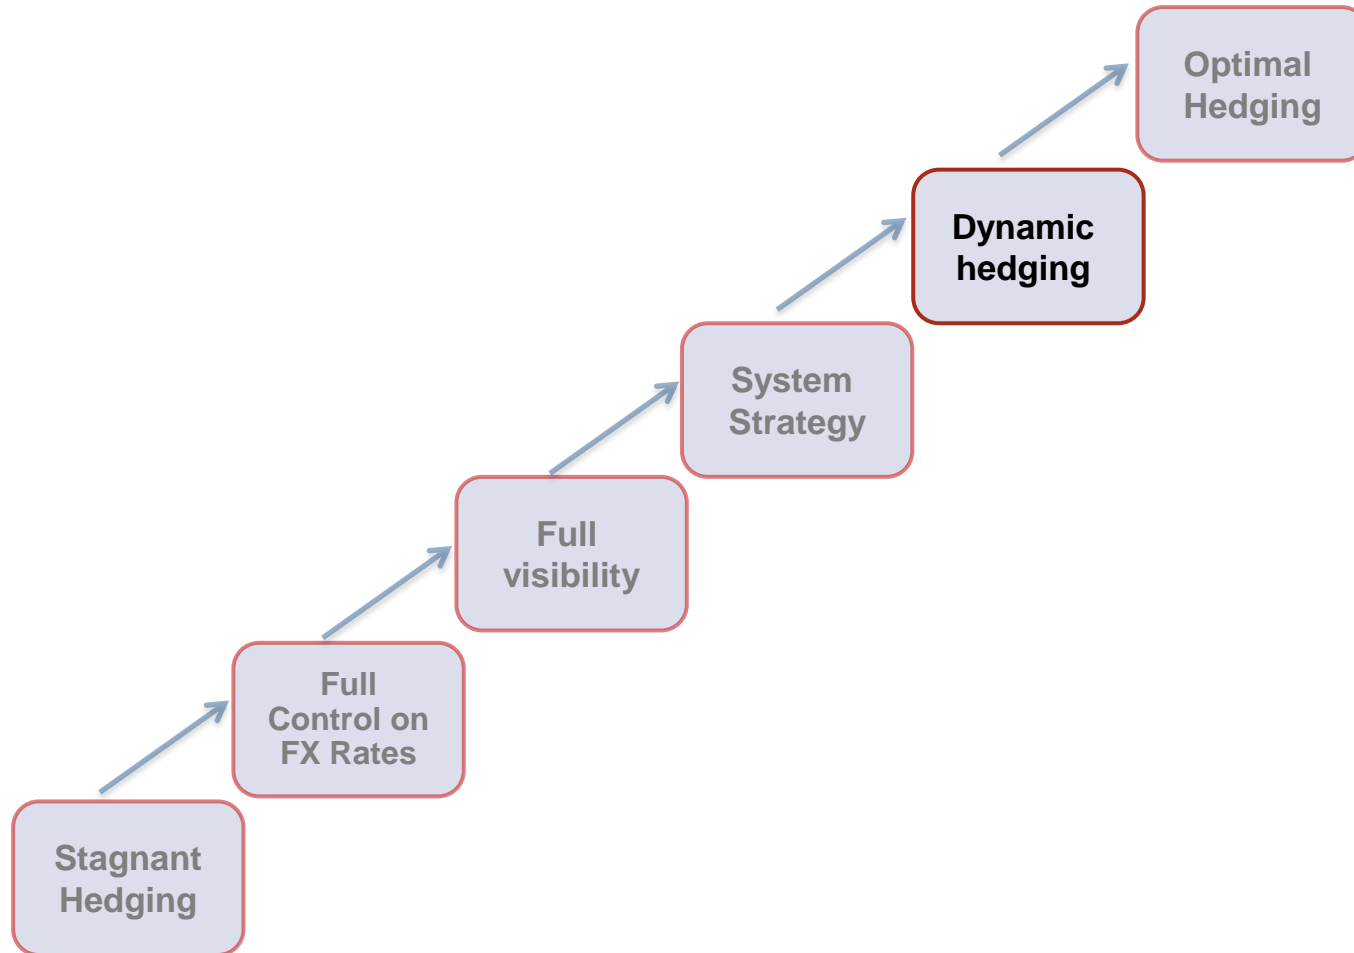 Optimal
Hedging
Dynamic
hedging
System
Strategy
Full
visibility
Full
Control on
FX Rates
Stagnant
Hedging